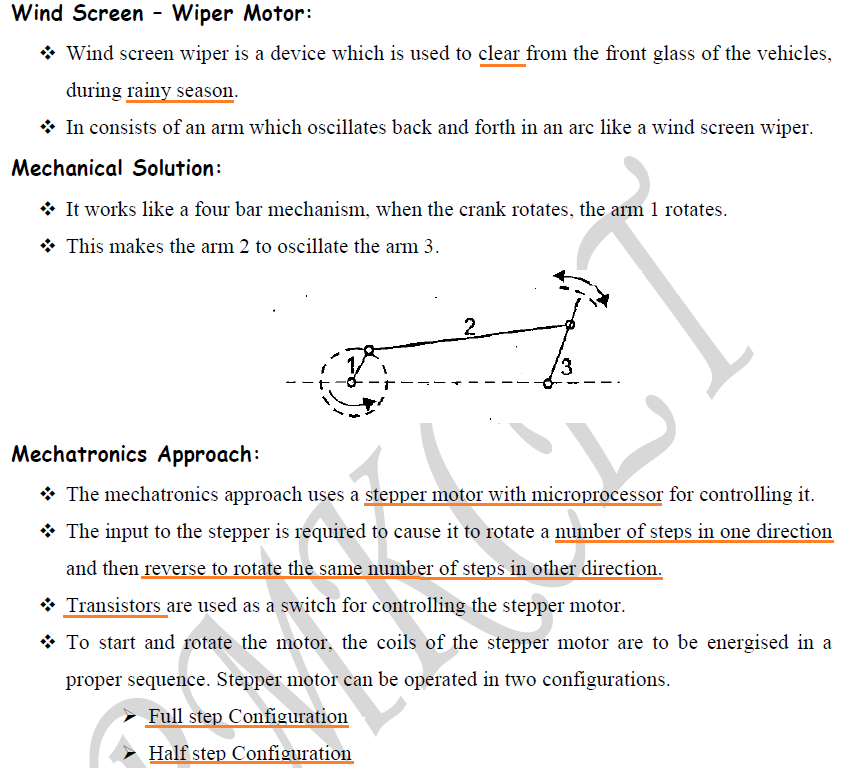 Wind Screen – Wiper Motor:
❖ Wind screen wiper is a device which is used to clear from the front glass of the vehicles,
during rainy season.
❖ In consists of an arm which oscillates back and forth in an arc like a wind screen wiper.
Mechanical Solution:
❖ It works like a four bar mechanism, when the crank rotates, the arm 1 rotates.
❖ This makes the arm 2 to oscillate the arm 3.
2
1
3
Mechatronics Approach:
❖ The mechatronics approach uses a stepper motor with microprocessor for controlling it.
❖ The input to the stepper is required to cause it to rotate a number of steps in one direction
and then reverse to rotate the same number of steps in other direction.
❖ Transistors are used as a switch for controlling the stepper motor.
❖ To start and rotate the motor, the coils of the stepper motor are to be energised in a
proper sequence. Stepper motor can be operated in two configurations.
➢ Full step Configuration
➢ Half step Configuration